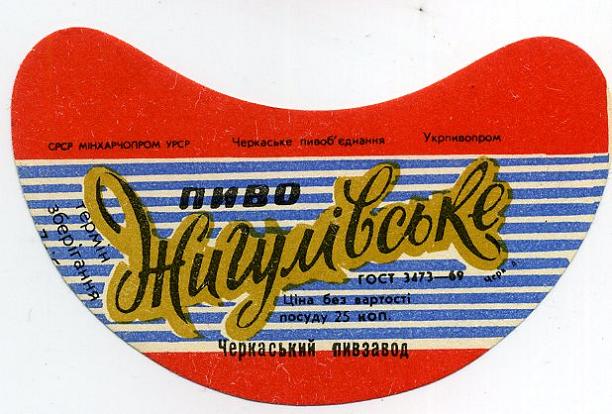 СРСР МІНХАРЧОПРОМ УРСР Черкаське пивоб'єднання Укрпивопром
пиво
Жигулівське
термін
зберігання
ГОСТ 3473—69
Ціна без вартості
посуду 25 коп.
Черкаський пивзавод